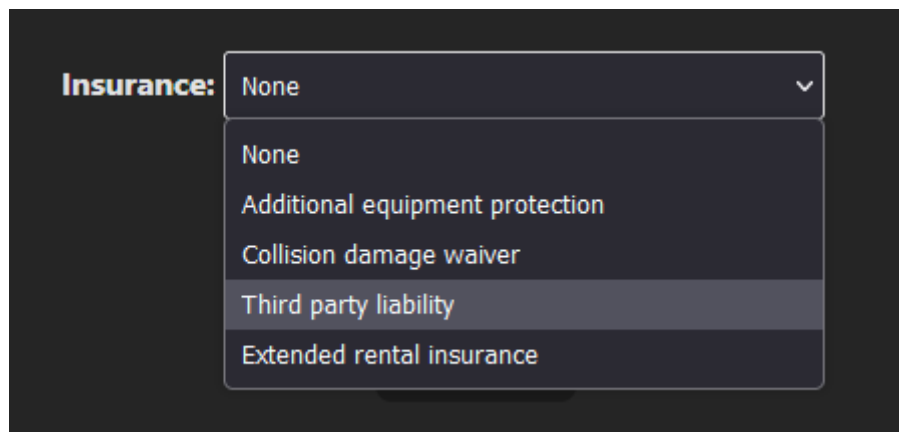 Insurance: None
None
Additional equipment protection
Collision damage waiver
Third party liability
Extended rental insurance